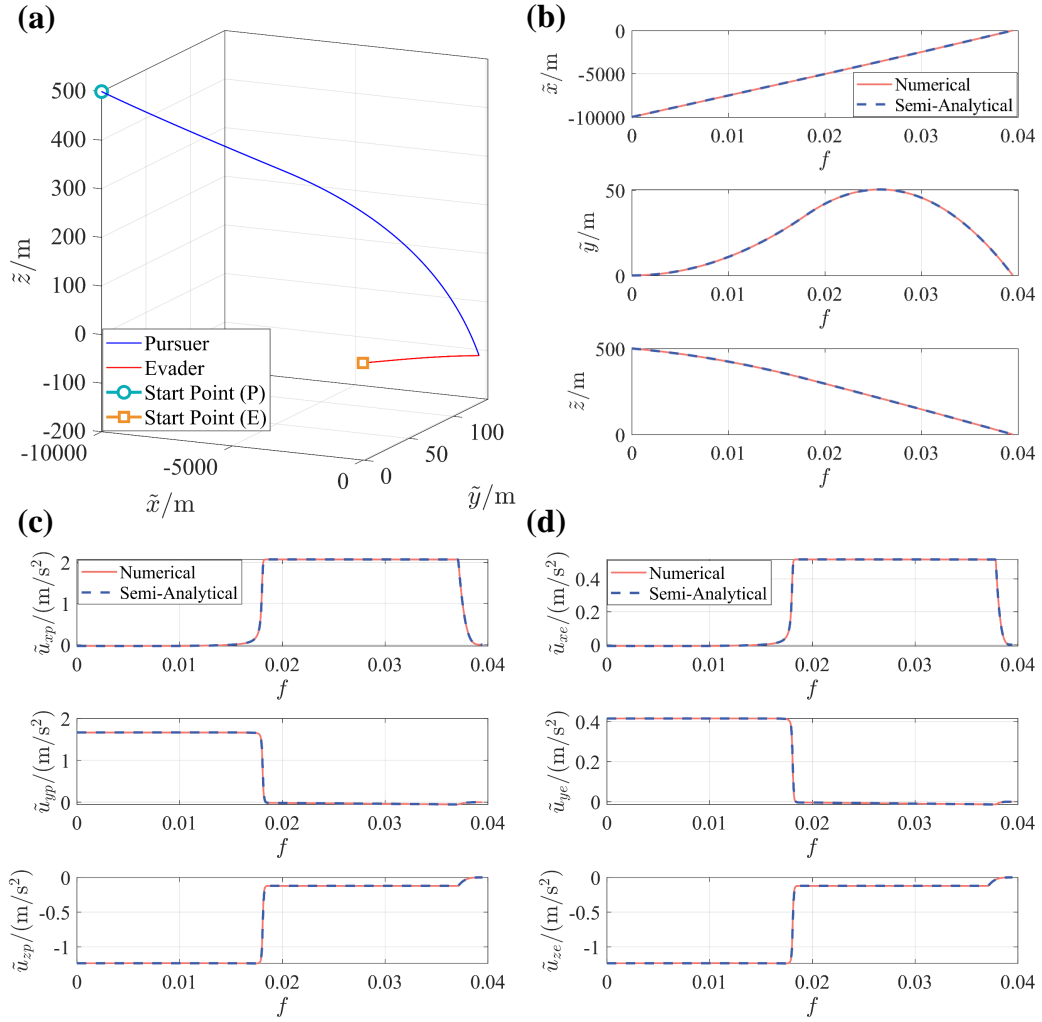 (a)
500
400
300
200
100
0
-100
-200
z̃/m
Pursuer
Evader
Start Point (P)
Start Point (E)
-10000
-5000
0
x̃/m
0
50
100
ỹ/m
(b)
0
-5000
-10000
x̃/m
Numerical
Semi-Analytical
0 0.01 0.02 0.03 0.04
f
50
0
ỹ/m
0 0.01 0.02 0.03 0.04
f
500
0
z̃/m
0 0.01 0.02 0.03 0.04
f
(c)
2
1
0
ũxp/(m/s²)
Numerical
Semi-Analytical
0 0.01 0.02 0.03 0.04
f
2
1
0
ũyp/(m/s²)
0 0.01 0.02 0.03 0.04
f
0
-0.5
-1
ũzp/(m/s²)
0 0.01 0.02 0.03 0.04
f
(d)
0.4
0.2
0
ũxe/(m/s²)
Numerical
Semi-Analytical
0 0.01 0.02 0.03 0.04
f
0.4
0.2
0
ũye/(m/s²)
0 0.01 0.02 0.03 0.04
f
0
-0.5
-1
ũze/(m/s²)
0 0.01 0.02 0.03 0.04
f